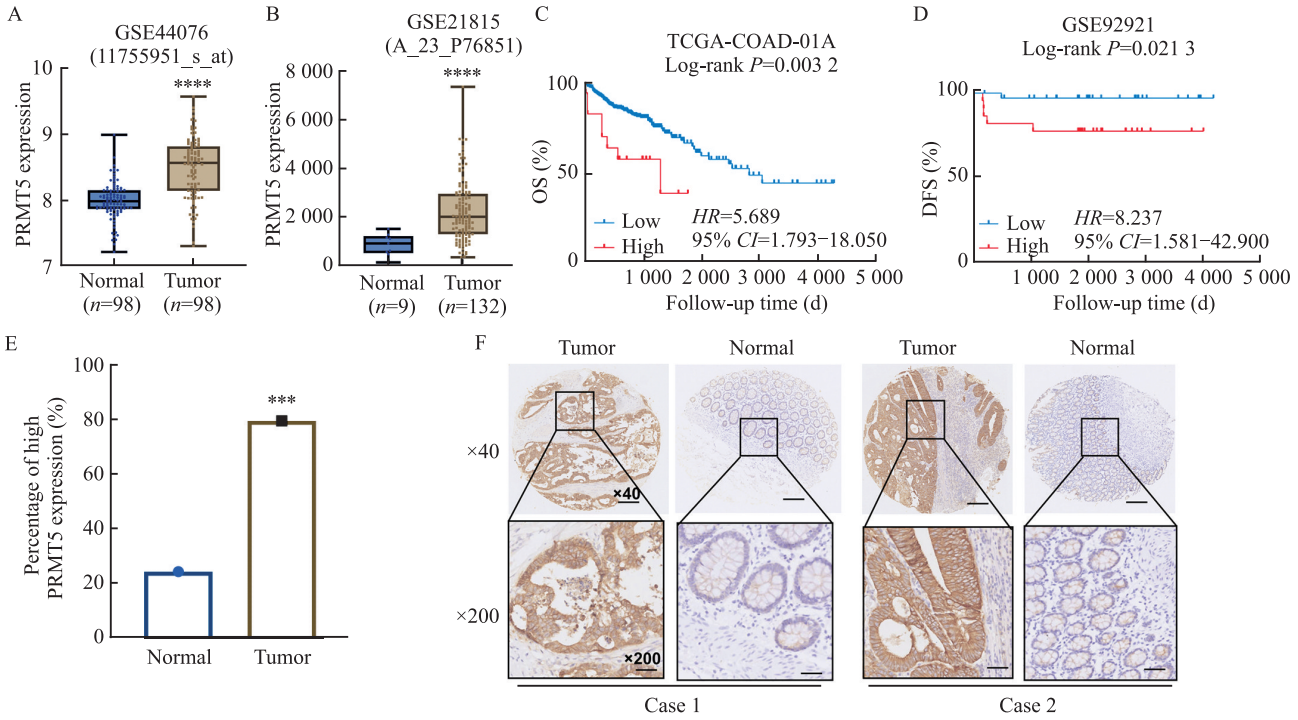 A
GSE44076
(11755951_s_at)
****
PRMT5 expression
10
9
8
7
Normal
(n=98)
Tumor
(n=98)
B
GSE21815
(A_23_P76851)
****
PRMT5 expression
8 000
6 000
4 000
2 000
0
Normal
(n=9)
Tumor
(n=132)
C
TCGA-COAD-01A
Log-rank P=0.003 2
OS (%)
100
50
0
Low
High
HR=5.689
95% CI=1.793−18.050
1 000 2 000 3 000 4 000 5 000
Follow-up time (d)
D
GSE92921
Log-rank P=0.021 3
DFS (%)
100
50
0
Low
High
HR=8.237
95% CI=1.581−42.900
1 000 2 000 3 000 4 000 5 000
Follow-up time (d)
E
Percentage of high
PRMT5 expression (%)
100
80
60
40
20
0
***
Normal Tumor
F
Tumor Normal Tumor Normal
×40
×40
×200
×200
Case 1 Case 2